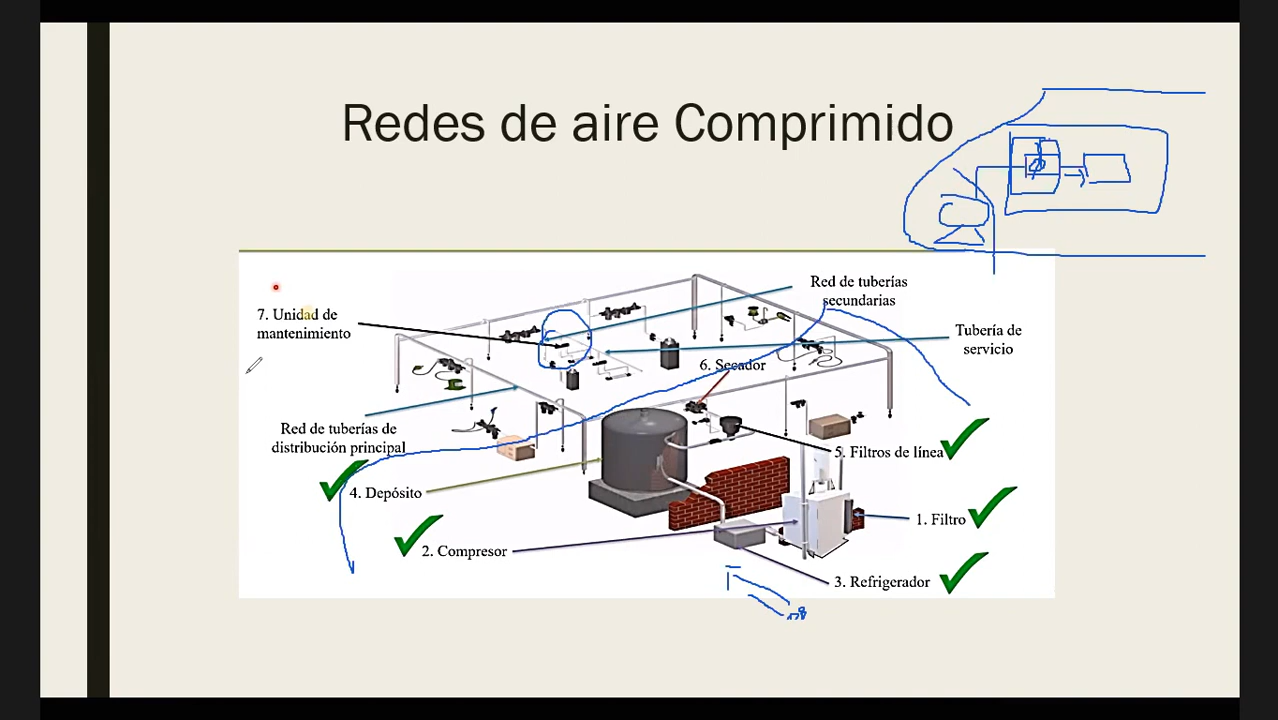 Redes de aire Comprimido
7. Unidad de
mantenimiento
Red de tuberías
secundarias
Tubería de
servicio
6. Secador
Red de tuberías de
distribución principal
5. Filtros de línea
4. Depósito
1. Filtro
2. Compresor
3. Refrigerador